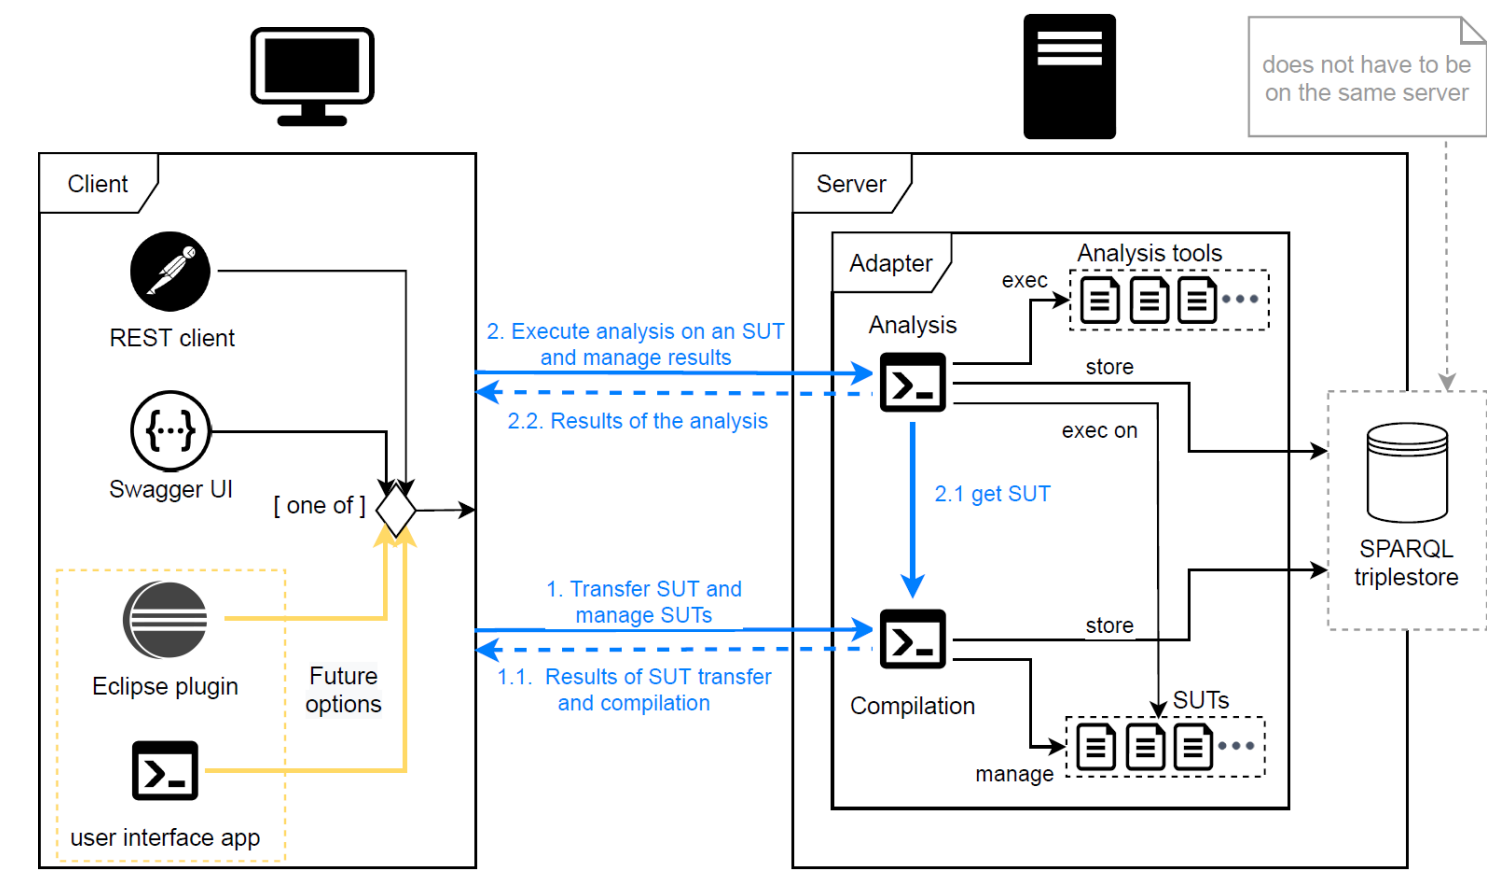 does not have to be
on the same server
Client
REST client
Swagger UI
[ one of ]
Eclipse plugin
Future
options
user interface app
2. Execute analysis on an SUT
and manage results
2.2. Results of the analysis
1. Transfer SUT and
manage SUTs
1.1. Results of SUT transfer
and compilation
Server
Adapter
Analysis tools
exec
Analysis
store
exec on
2.1 get SUT
SPARQL
triplestore
store
Compilation
SUTs
manage